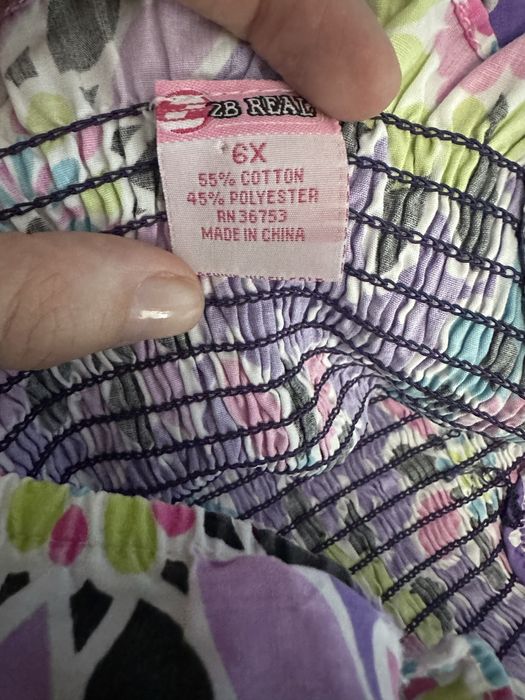 2B REAL
6X
55% COTTON
45% POLYESTER
RN 36753
MADE IN CHINA